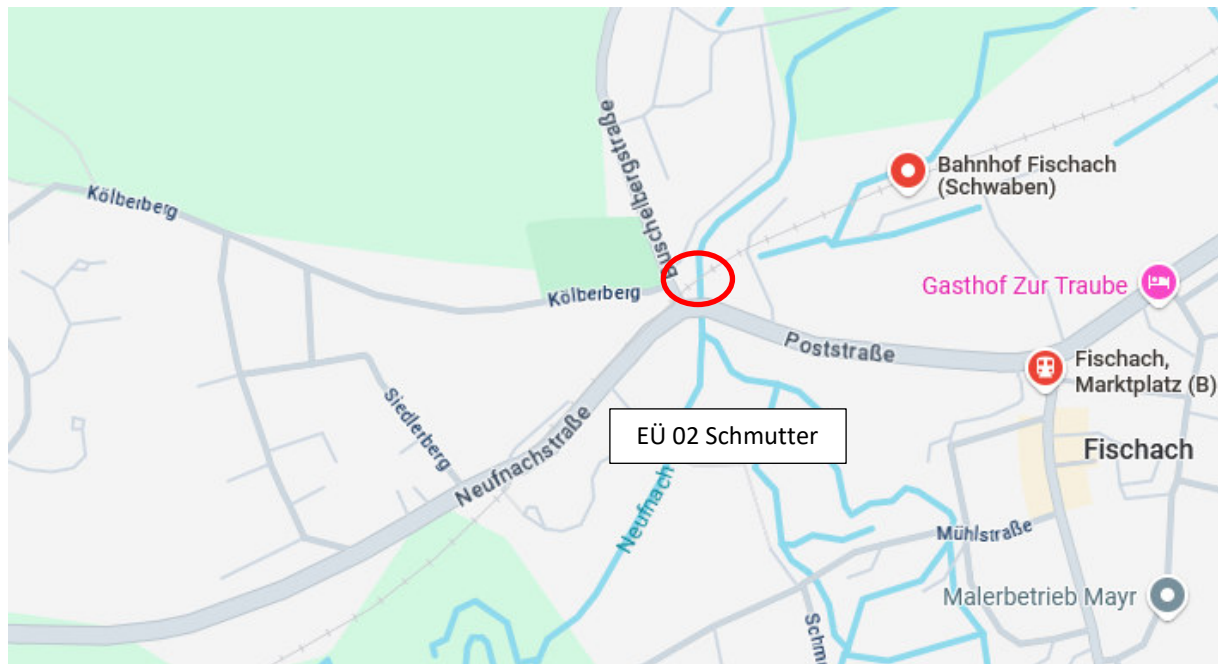 Buschelbergstraße
Bahnhof Fischach
(Schwaben)
Kölberberg
Gasthof Zur Traube
Kölberberg
Poststraße
Fischach,
Marktplatz (B)
Siedlerberg
EÜ 02 Schmutter
Fischach
Neufnachstraße
Neufnach
Mühlstraße
Malerbetrieb Mayr